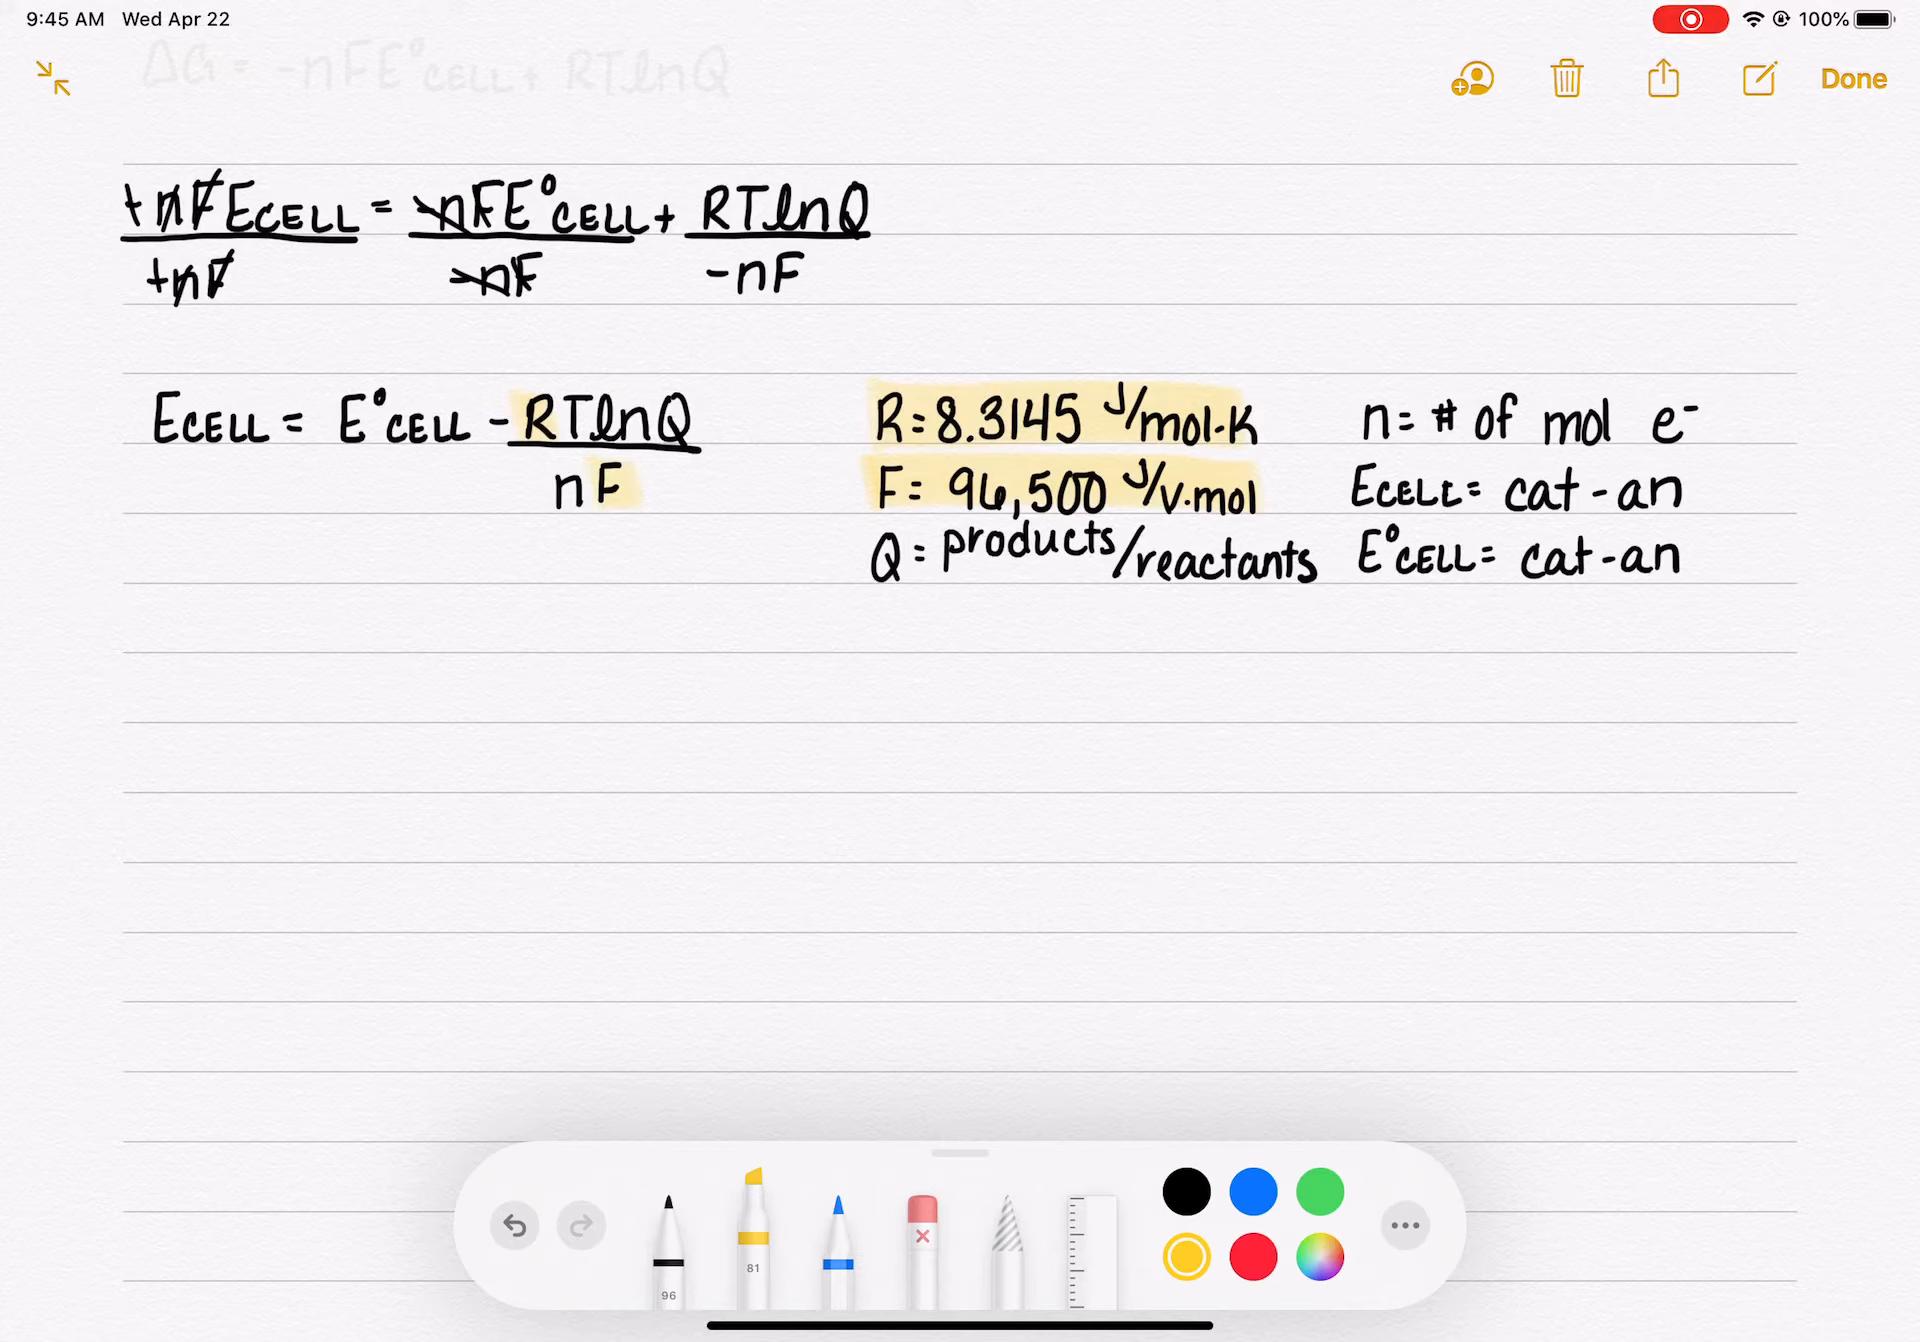 9:45 AM Wed Apr 22
100%
ΔG = -nFE°CELL + RTlnQ
Done
+nFECELL = -nFE°CELL + RTlnQ
+nF -nF -nF
ECELL = E°CELL - RTlnQ
nF
R = 8.3145 J/mol·K
F = 96,500 J/V·mol
Q = products/reactants
n = # of mol e⁻
ECELL = cat - an
E°CELL = cat - an
96
81